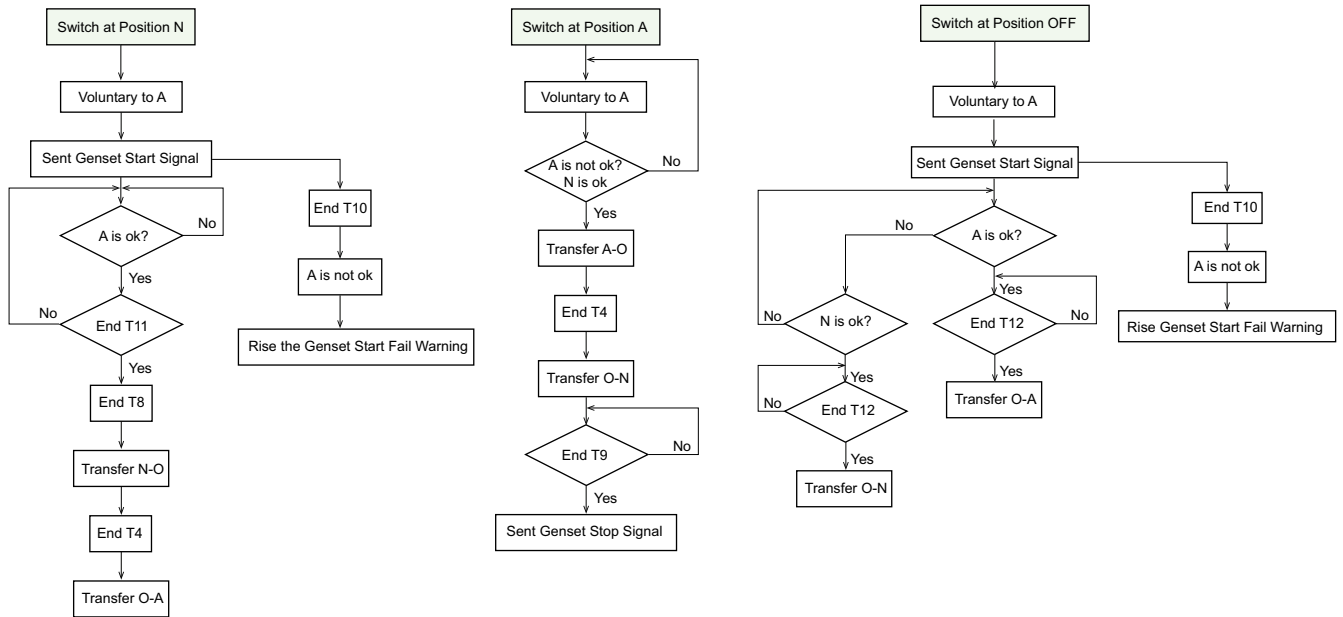 Switch at Position N
Voluntary to A
Sent Genset Start Signal
A is ok?
No
Yes
End T11
No
Yes
End T8
Transfer N-O
End T4
Transfer O-A
End T10
A is not ok
Rise the Genset Start Fail Warning
Switch at Position A
Voluntary to A
A is not ok?
N is ok
No
Yes
Transfer A-O
End T4
Transfer O-N
End T9
No
Yes
Sent Genset Stop Signal
Switch at Position OFF
Voluntary to A
Sent Genset Start Signal
A is ok?
No
Yes
N is ok?
No
Yes
End T12
No
Yes
Transfer O-N
End T12
No
Yes
Transfer O-A
End T10
A is not ok
Rise Genset Start Fail Warning